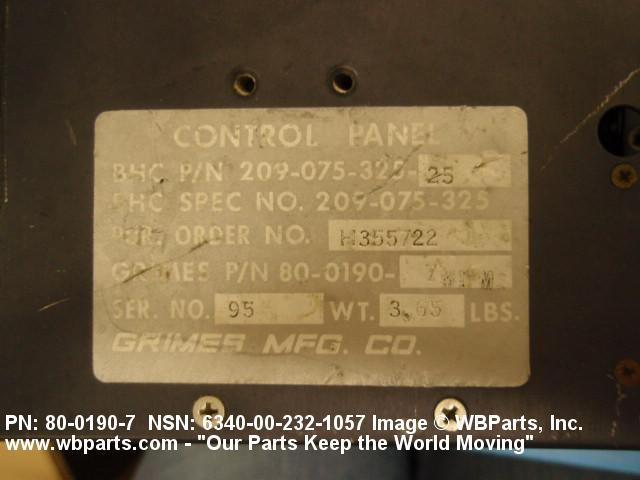 CONTROL PANEL
BHC P/N 209-075-325-25
BHC SPEC NO. 209-075-325
PUR. ORDER NO. H355722
GRIMES P/N 80-0190-
SER. NO. 95 WT. 3.65 LBS.
GRIMES MFG. CO.
PN: 80-0190-7 NSN: 6340-00-232-1057 Image © WBParts, Inc.
www.wbparts.com - "Our Parts Keep the World Moving"